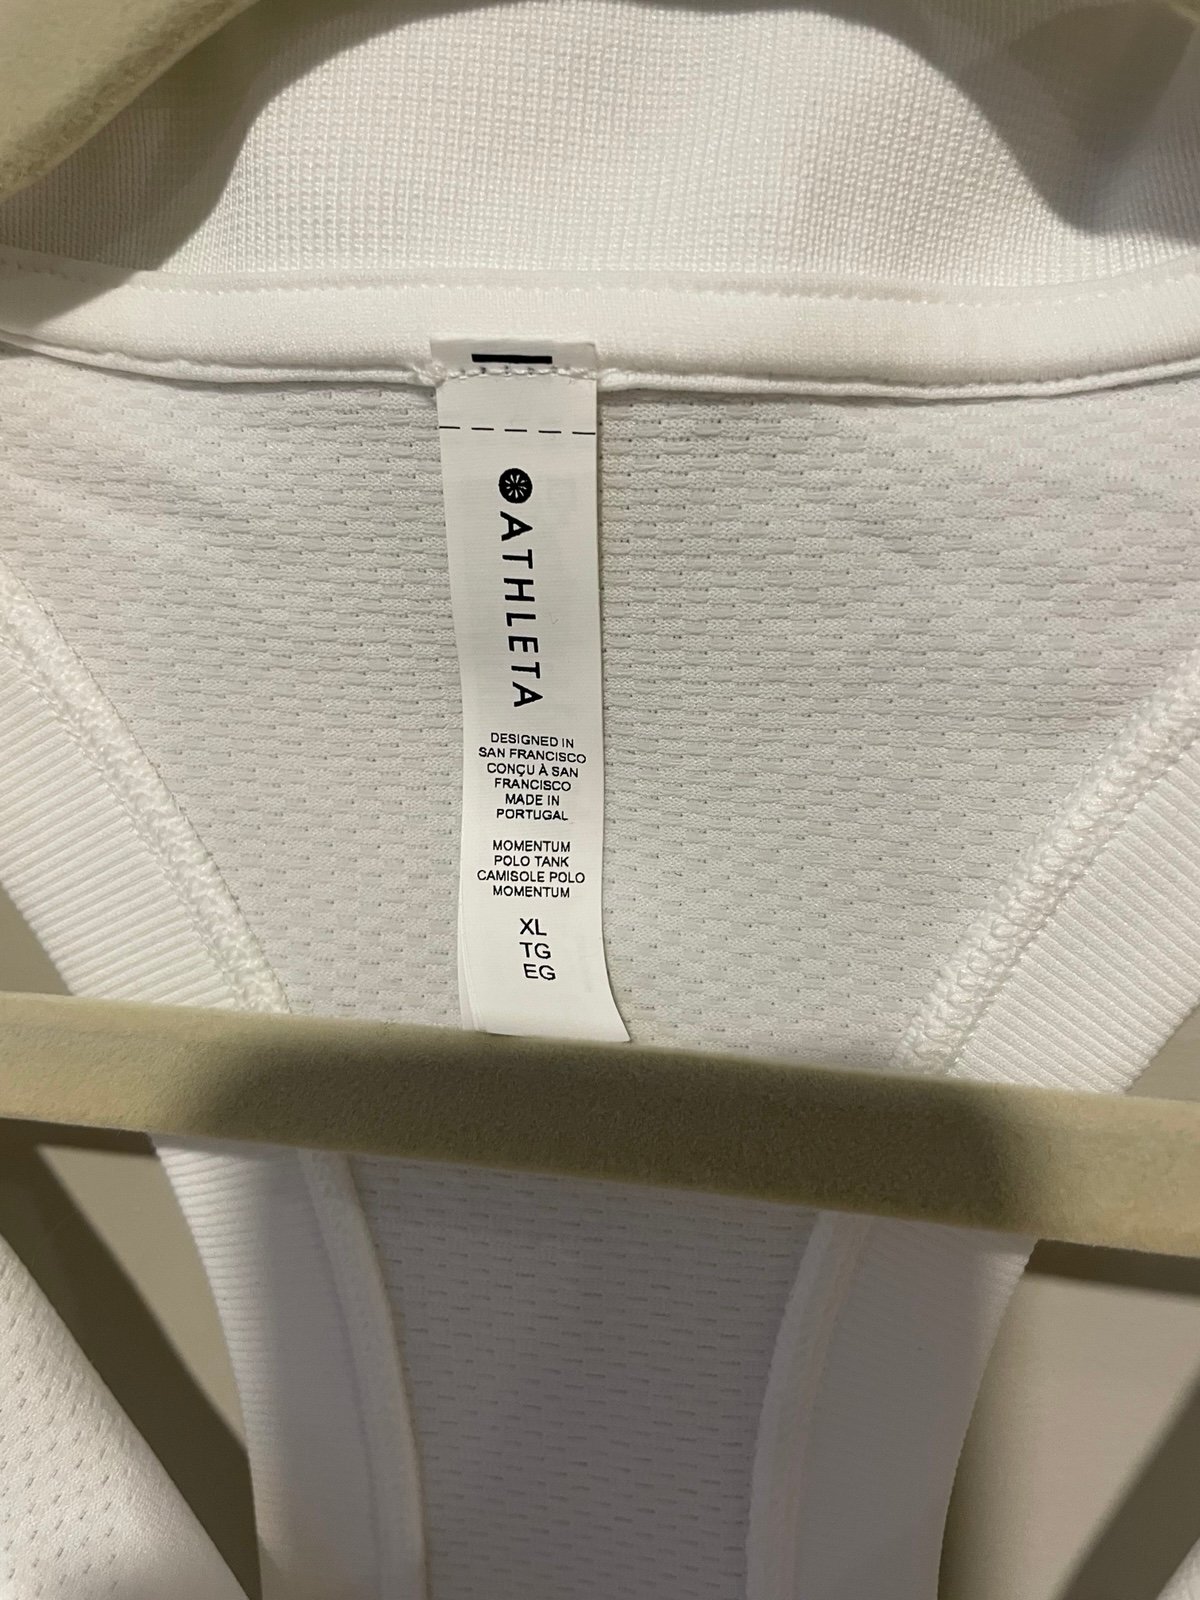 ATHLETA
DESIGNED IN
SAN FRANCISCO
CONÇU À SAN
FRANCISCO
MADE IN
PORTUGAL
MOMENTUM
POLO TANK
CAMISOLE POLO
MOMENTUM
XL
TG
EG